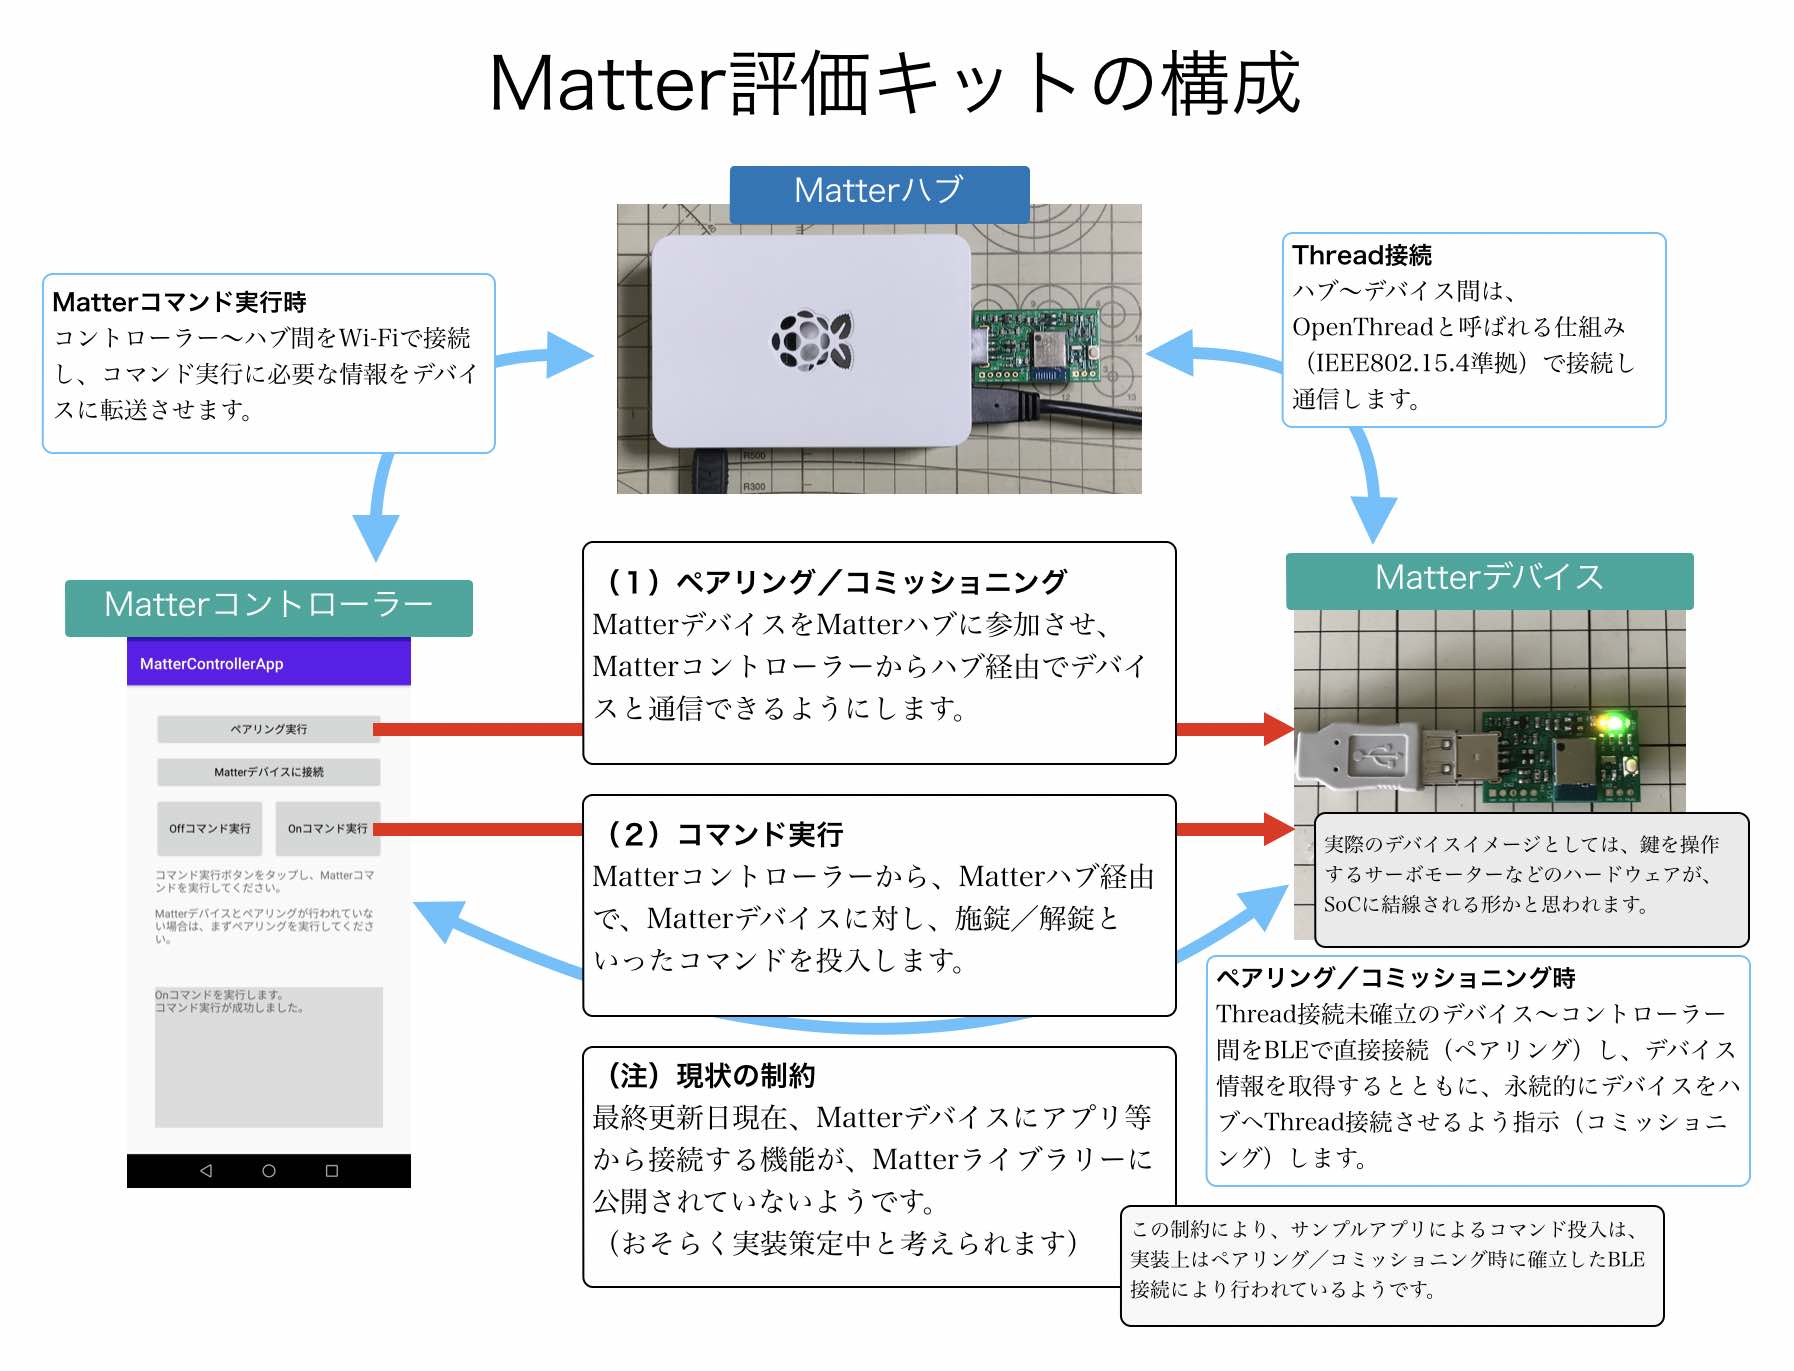 Matter評価キットの構成
Matterハブ
Matterコマンド実行時
コントローラー〜ハブ間をWi-Fiで接続
し、コマンド実行に必要な情報をデバイ
スに転送させます。
Thread接続
ハブ〜デバイス間は、
OpenThreadと呼ばれる仕組み
（IEEE802.15.4準拠）で接続し
通信します。
R500
R300
12
13
Matterコントローラー
MatterControllerApp
ペアリング実行
Matterデバイスに接続
Offコマンド実行
Onコマンド実行
コマンド実行ボタンをタップし、Matterコマ
ンドを実行してください。
Matterデバイスとペアリングが行われていな
い場合は、まずペアリングを実行してくださ
い。
Onコマンドを実行します。
コマンド実行が成功しました。
（1）ペアリング／コミッショニング
MatterデバイスをMatterハブに参加させ、
Matterコントローラーからハブ経由でデバイ
スと通信できるようにします。
（2）コマンド実行
Matterコントローラーから、Matterハブ経由
で、Matterデバイスに対し、施錠／解錠と
いったコマンドを投入します。
（注）現状の制約
最終更新日現在、Matterデバイスにアプリ等
から接続する機能が、Matterライブラリーに
公開されていないようです。
（おそらく実装策定中と考えられます）
Matterデバイス
実際のデバイスイメージとしては、鍵を操作
するサーボモーターなどのハードウェアが、
SoCに結線される形かと思われます。
ペアリング／コミッショニング時
Thread接続未確立のデバイス〜コントローラー
間をBLEで直接接続（ペアリング）し、デバイス
情報を取得するとともに、永続的にデバイスをハ
ブへThread接続させるよう指示（コミッショニ
ング）します。
この制約により、サンプルアプリによるコマンド投入は、
実装上はペアリング／コミッショニング時に確立したBLE
接続により行われているようです。